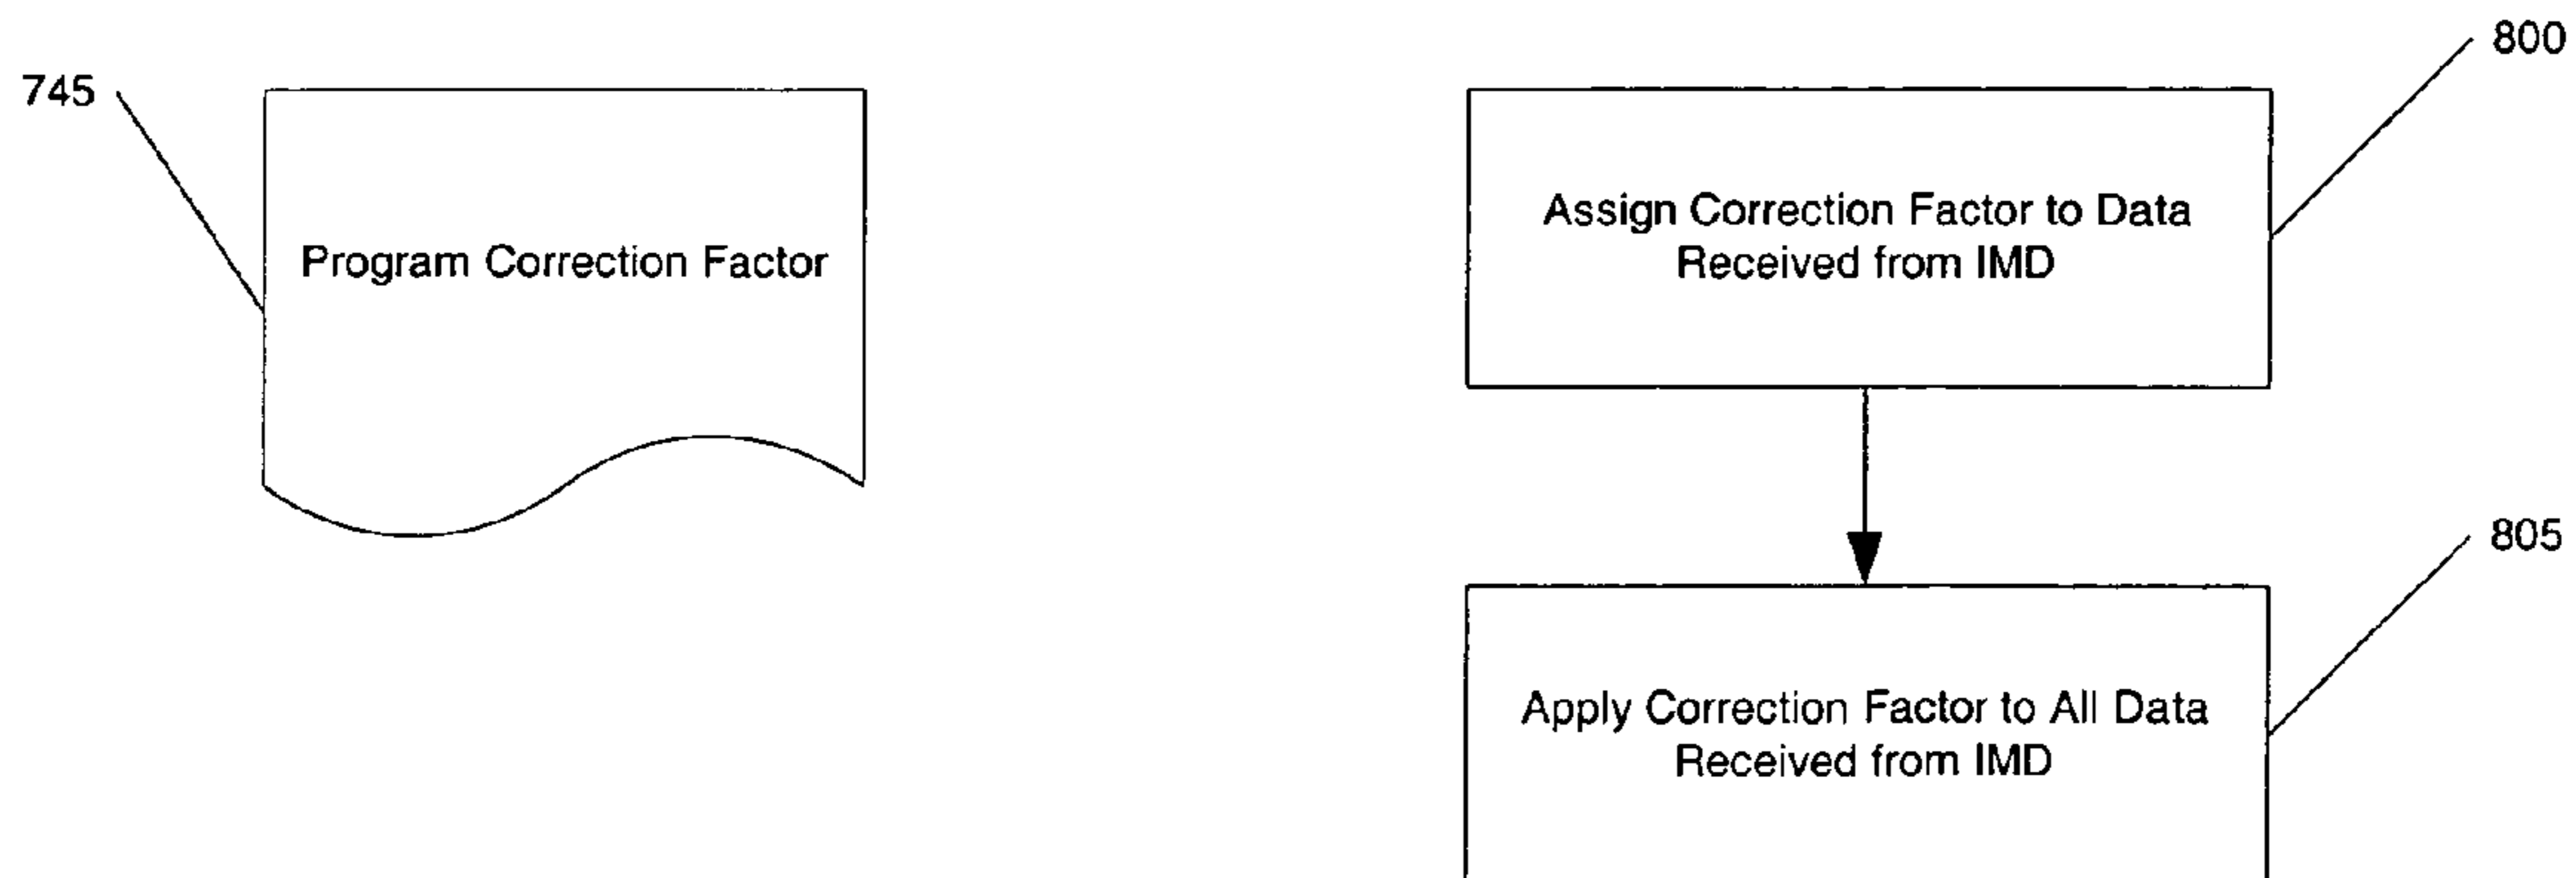 800
745
Assign Correction Factor to Data
Received from IMD
Program Correction Factor
805
Apply Correction Factor to All Data
Received from IMD